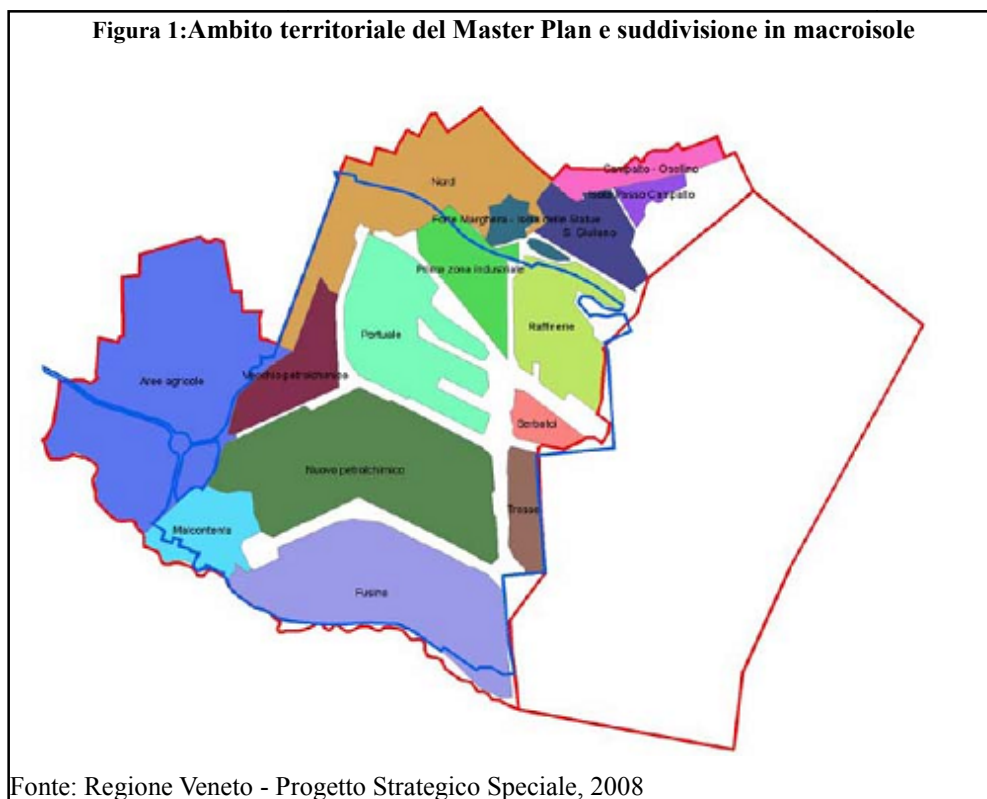 Figura 1:Ambito territoriale del Master Plan e suddivisione in macroisole
Campalto - Osellino
Nord
Isola Passo Campalto
Forte Marghera - Isola delle Statue
S. Giuliano
Prima zona industriale
Portuale
Raffinerie
Aree agricole
Vecchio petrolchimico
Nuovo petrolchimico
Tresse
Malcontenta
Fusina
Fonte: Regione Veneto - Progetto Strategico Speciale, 2008